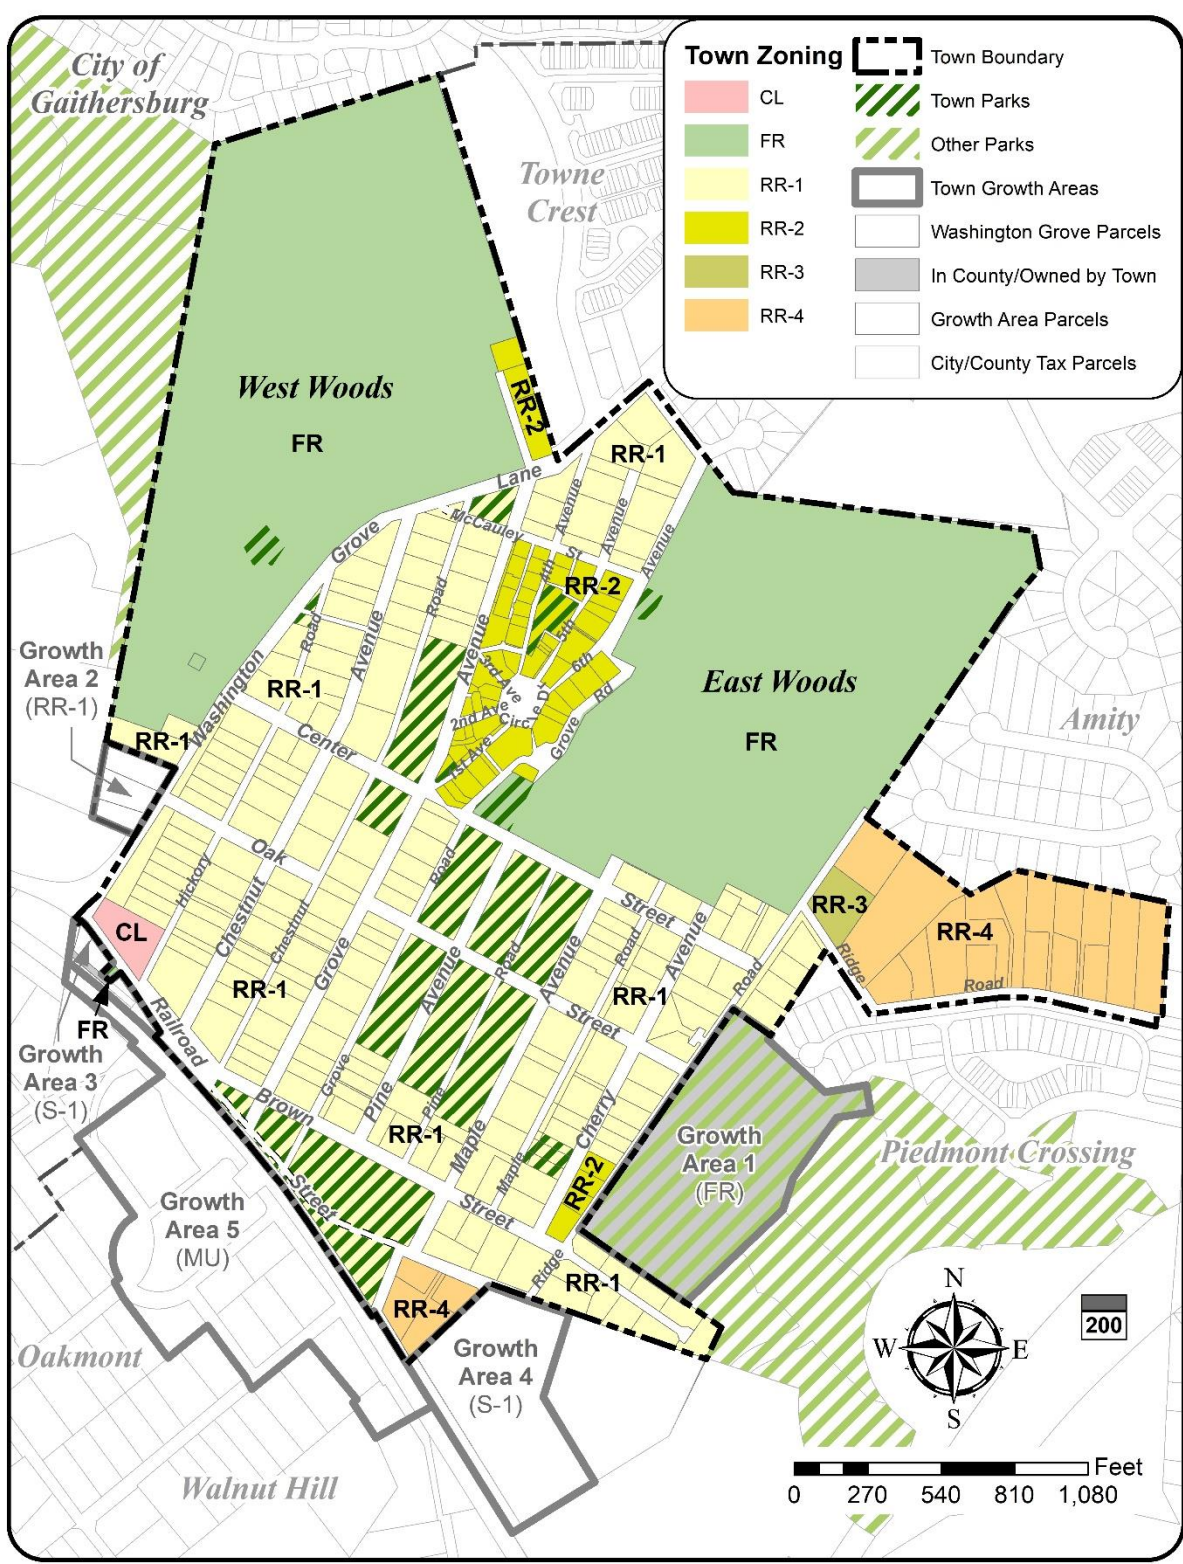 City of
Gaithersburg
Towne
Crest
Town Zoning
CL
FR
RR-1
RR-2
RR-3
RR-4
Town Boundary
Town Parks
Other Parks
Town Growth Areas
Washington Grove Parcels
In County/Owned by Town
Growth Area Parcels
City/County Tax Parcels
West Woods
FR
RR-2
RR-1
Lane
Grove
Washington
McCauley
St
Avenue
Avenue
Avenue
4th
RR-2
5th
6th
Road
Avenue
Avenue
Road
3rd Ave
2nd Ave
1st Ave
Circle Dr
Grove
Rd
East Woods
FR
Amity
Growth
Area 2
(RR-1)
RR-1
RR-1
Center
Oak
Hickory
Chestnut
Chestnut
Grove
Road
Street
Road
Avenue
Road
RR-3
RR-4
Ridge
Road
CL
FR
Railroad
RR-1
Avenue
Road
Avenue
RR-1
Street
Growth
Area 3
(S-1)
Brown
Grove
Pine
Pine
RR-1
Maple
Maple
Cherry
RR-2
Growth
Area 1
(FR)
Piedmont Crossing
Growth
Area 5
(MU)
Street
Street
Ridge
RR-1
RR-4
Growth
Area 4
(S-1)
Oakmont
Walnut Hill
N
W
E
S
200
Feet
0 270 540 810 1,080